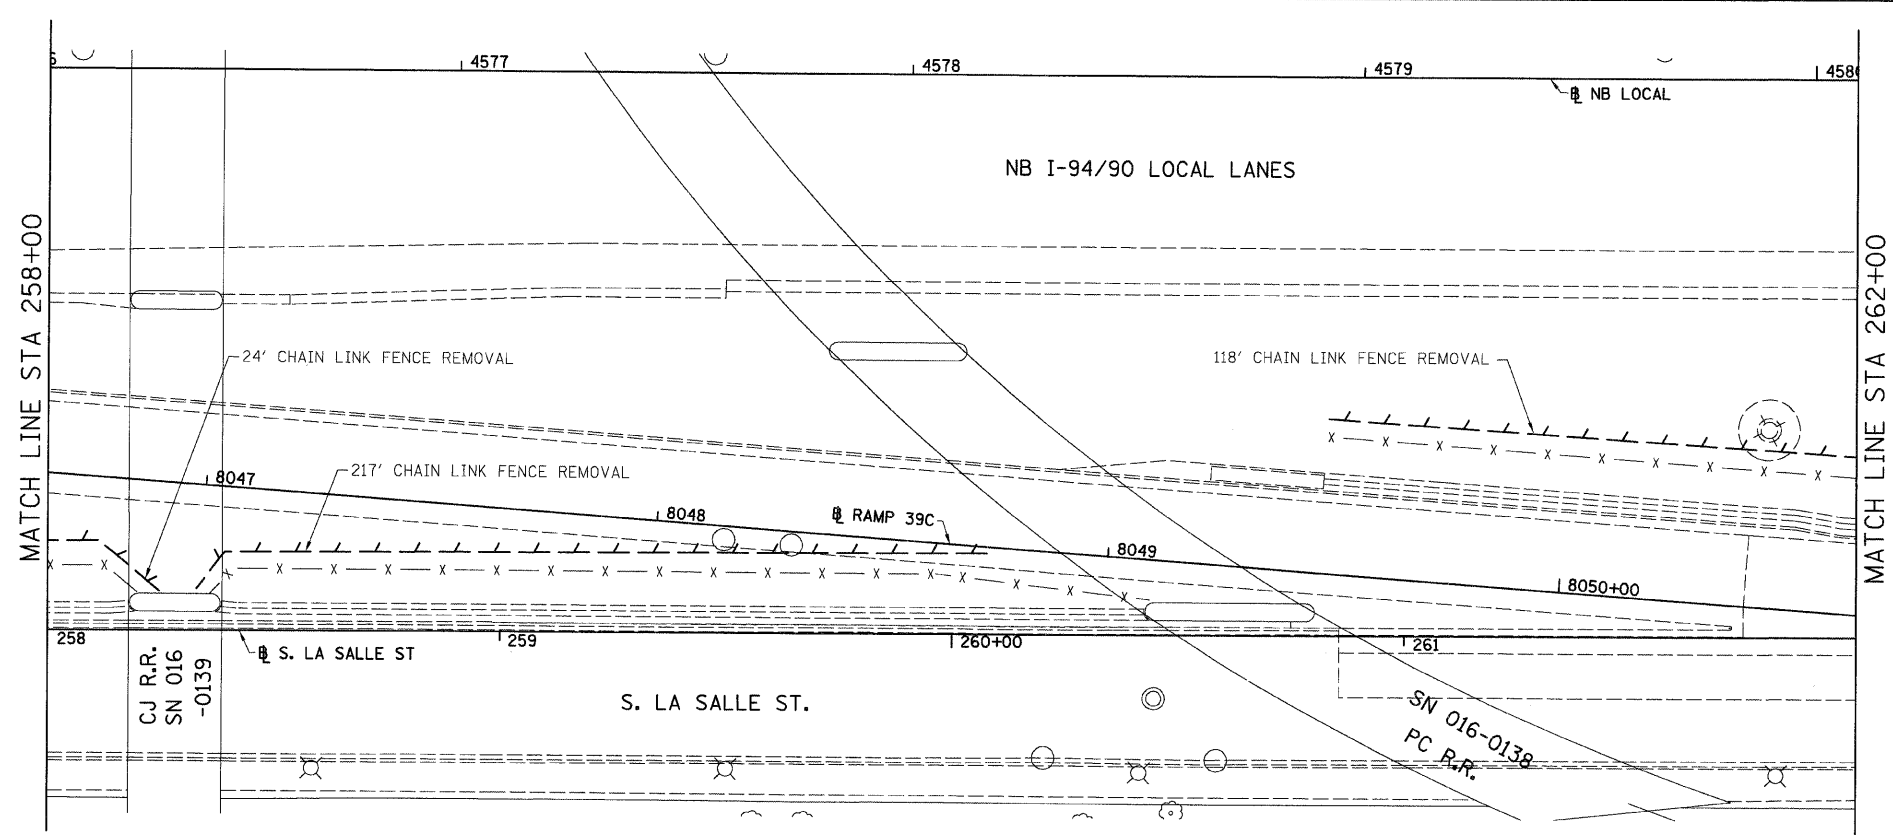 4577
4578
4579
458
℄ NB LOCAL
NB I-94/90 LOCAL LANES
MATCH LINE STA 258+00
MATCH LINE STA 262+00
24' CHAIN LINK FENCE REMOVAL
118' CHAIN LINK FENCE REMOVAL
217' CHAIN LINK FENCE REMOVAL
8047
8048
℄ RAMP 39C
8049
8050+00
258
259
260+00
261
℄ S. LA SALLE ST
CJ R.R.
SN 016
-0139
S. LA SALLE ST.
SN 016-0138
PC R.R.